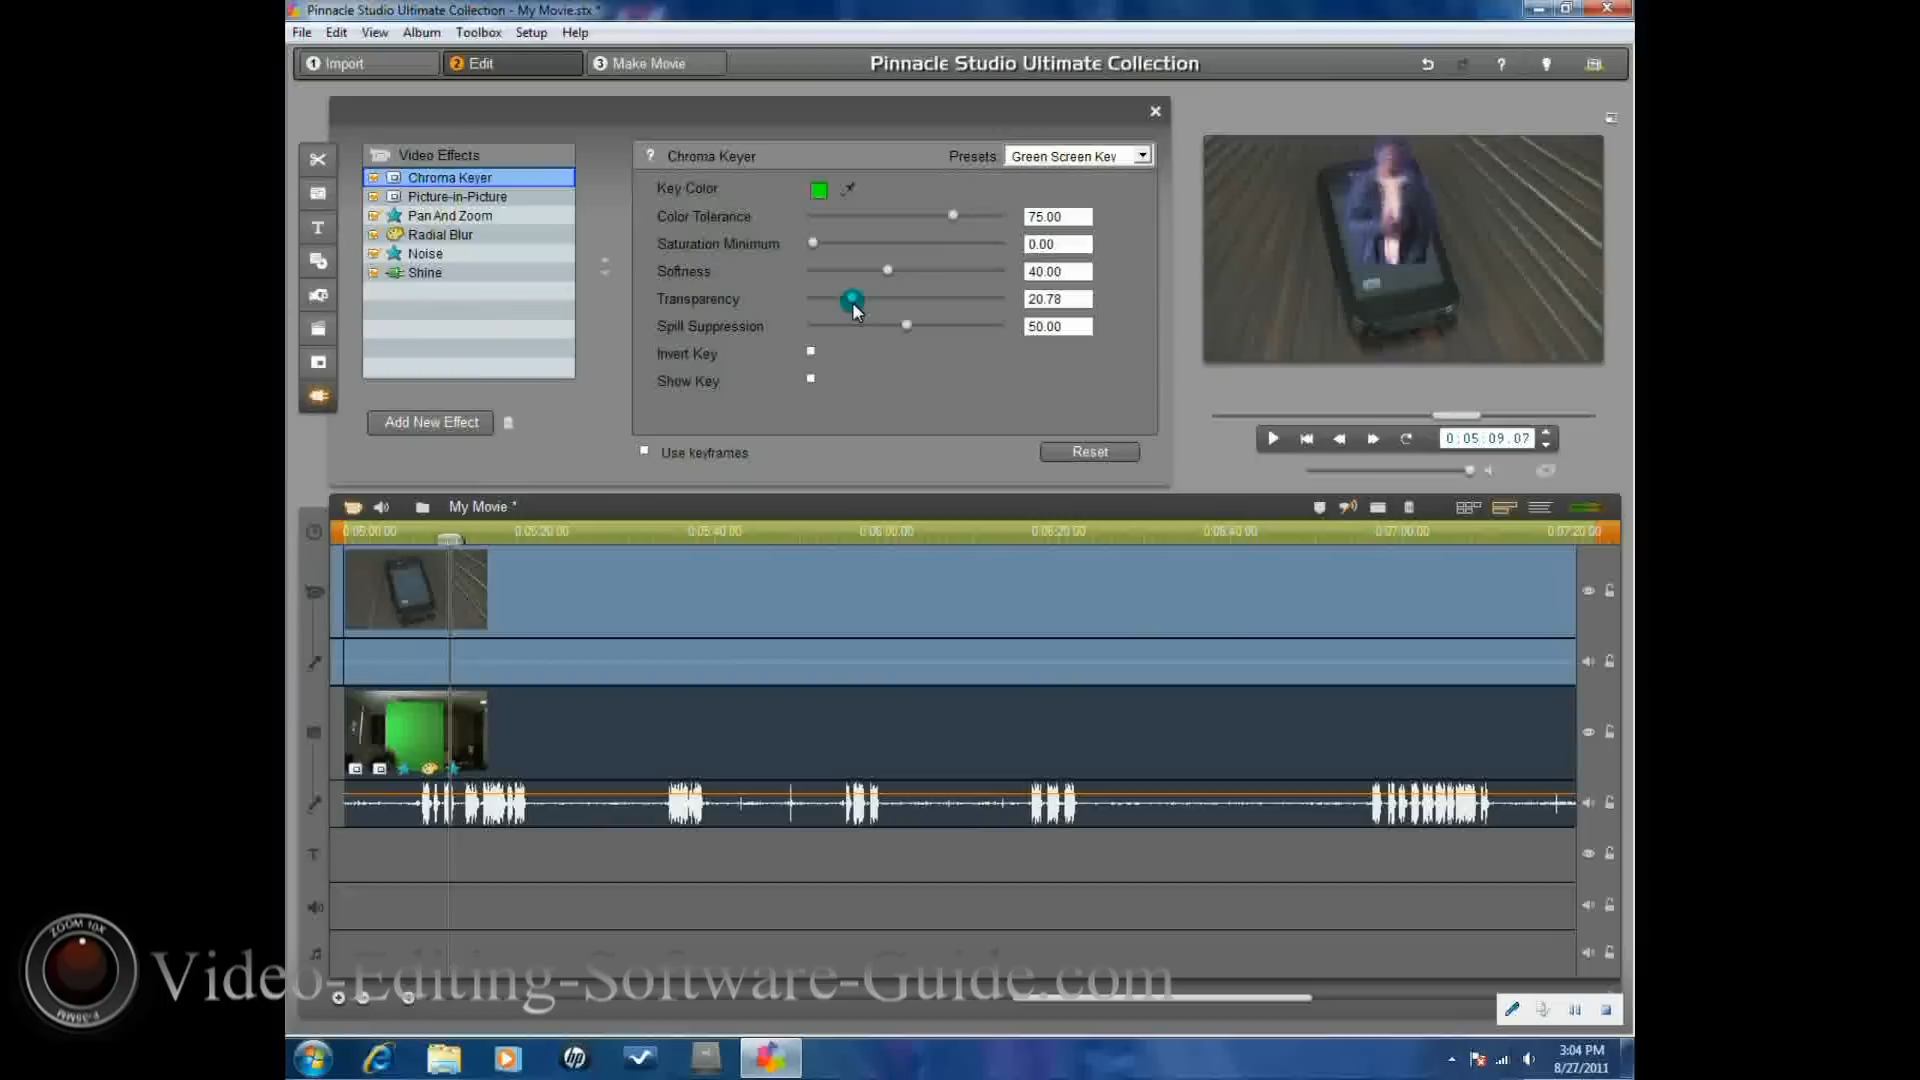 Pinnacle Studio Ultimate Collection - My Movie.stx *
File Edit View Album Toolbox Setup Help
1 Import 2 Edit 3 Make Movie Pinnacle Studio Ultimate Collection
Video Effects
Chroma Keyer
Picture-in-Picture
Pan And Zoom
Radial Blur
Noise
Shine
Add New Effect
? Chroma Keyer Presets Green Screen Key
Key Color
Color Tolerance 75.00
Saturation Minimum 0.00
Softness 40.00
Transparency 20.78
Spill Suppression 50.00
Invert Key
Show Key
Use keyframes Reset
0:05:09.07
My Movie *
0:05:00.00 0:05:20.00 0:05:40.00 0:06:00.00 0:06:20.00 0:06:40.00 0:07:00.00 0:07:20.00
ZOOM 10X
F=35MM
Video-Editing-Software-Guide.com
hp
3:04 PM
8/27/2011